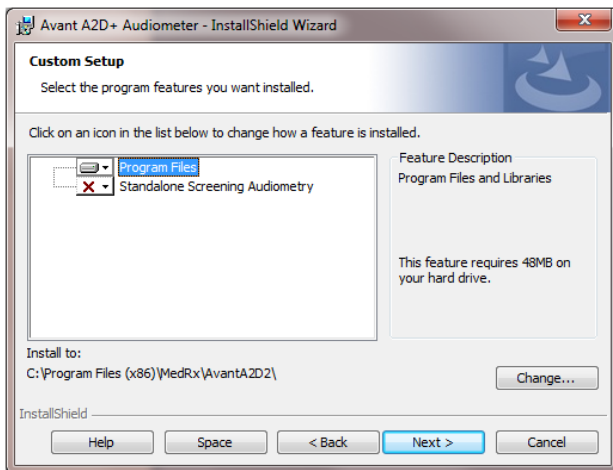 Avant A2D+ Audiometer - InstallShield Wizard
Custom Setup
Select the program features you want installed.
Click on an icon in the list below to change how a feature is installed.
Program Files
Standalone Screening Audiometry
Feature Description
Program Files and Libraries
This feature requires 48MB on
your hard drive.
Install to:
C:\Program Files (x86)\MedRx\AvantA2D2\
Change...
InstallShield
Help
Space
< Back
Next >
Cancel